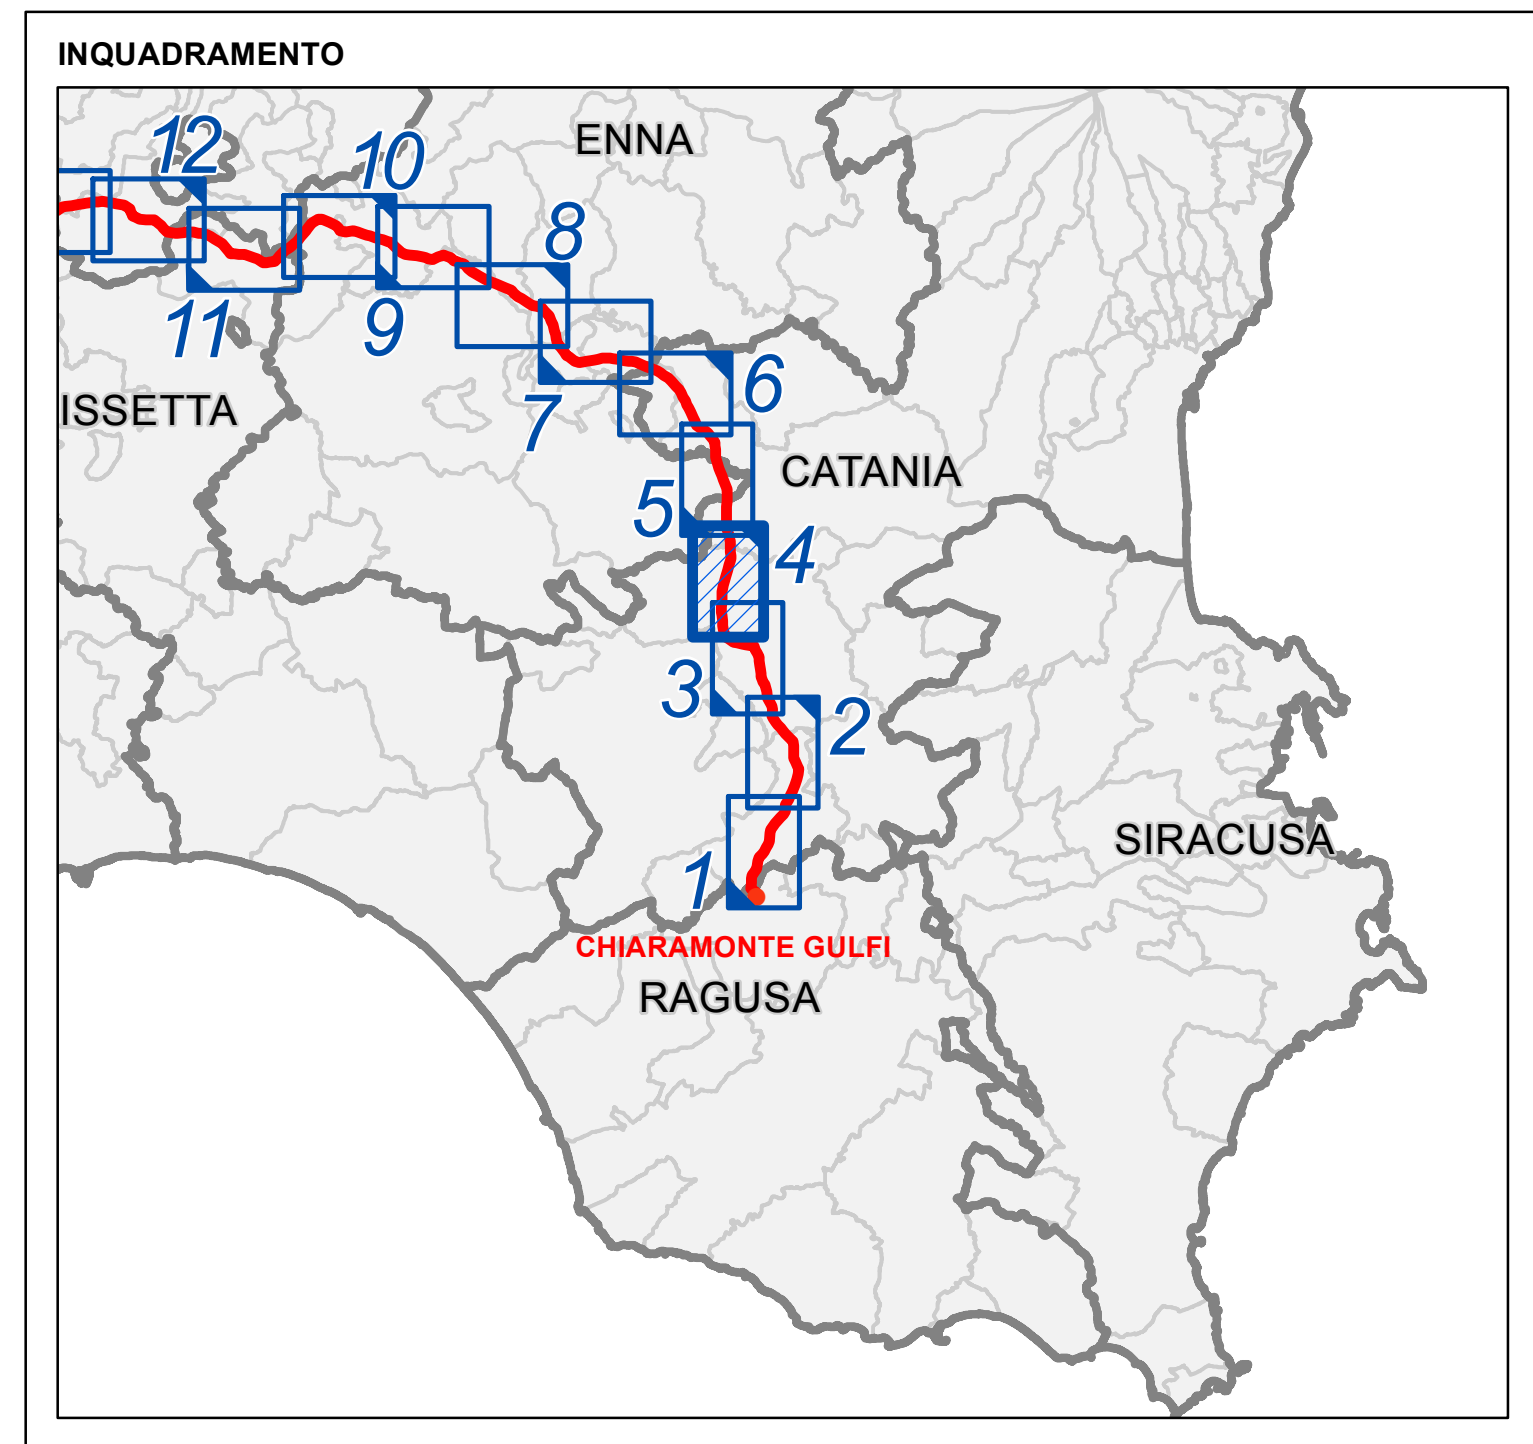 INQUADRAMENTO
12
10
ENNA
8
11
9
6
ISSETTA
7
CATANIA
5
4
3
2
SIRACUSA
1
CHIARAMONTE GULFI
RAGUSA